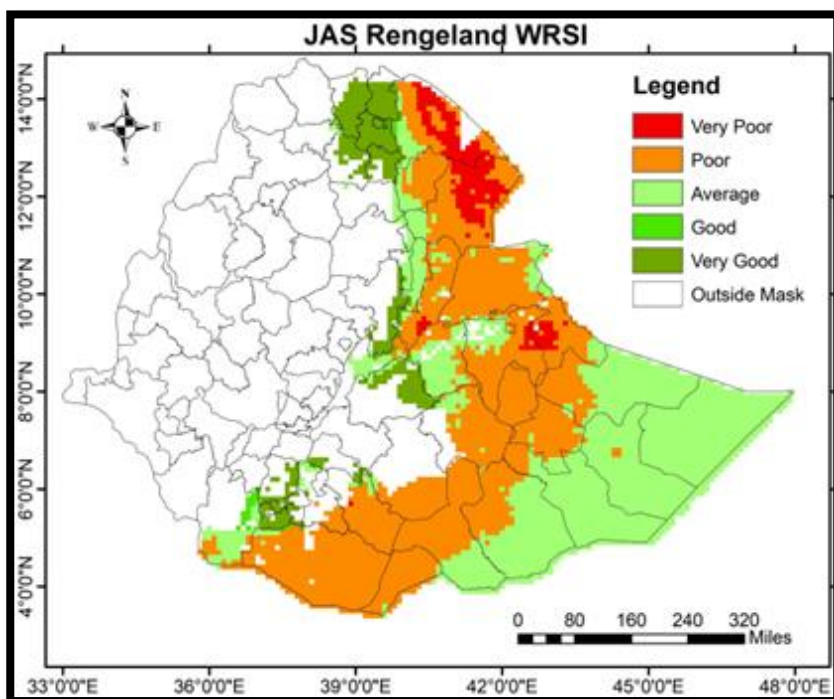 JAS Rengeland WRSI
N
W E
S
Legend
Very Poor
Poor
Average
Good
Very Good
Outside Mask
14°0'0"N
12°0'0"N
10°0'0"N
8°0'0"N
6°0'0"N
4°0'0"N
0 80 160 240 320
Miles
33°0'0"E 36°0'0"E 39°0'0"E 42°0'0"E 45°0'0"E 48°0'0"E